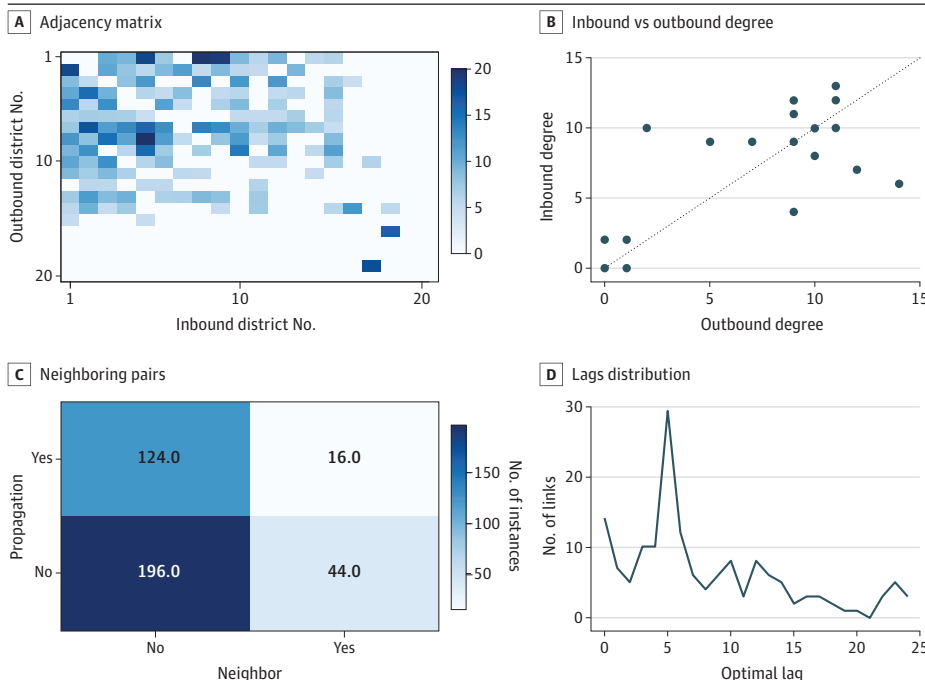 A Adjacency matrix
Outbound district No.
1
10
20
1
10
20
Inbound district No.
20
15
10
5
0
B Inbound vs outbound degree
Inbound degree
15
10
5
0
0
5
10
15
Outbound degree
C Neighboring pairs
Propagation
Yes
No
124.0
16.0
196.0
44.0
No
Yes
Neighbor
150
100
50
No. of instances
D Lags distribution
No. of links
30
20
10
0
0
5
10
15
20
25
Optimal lag